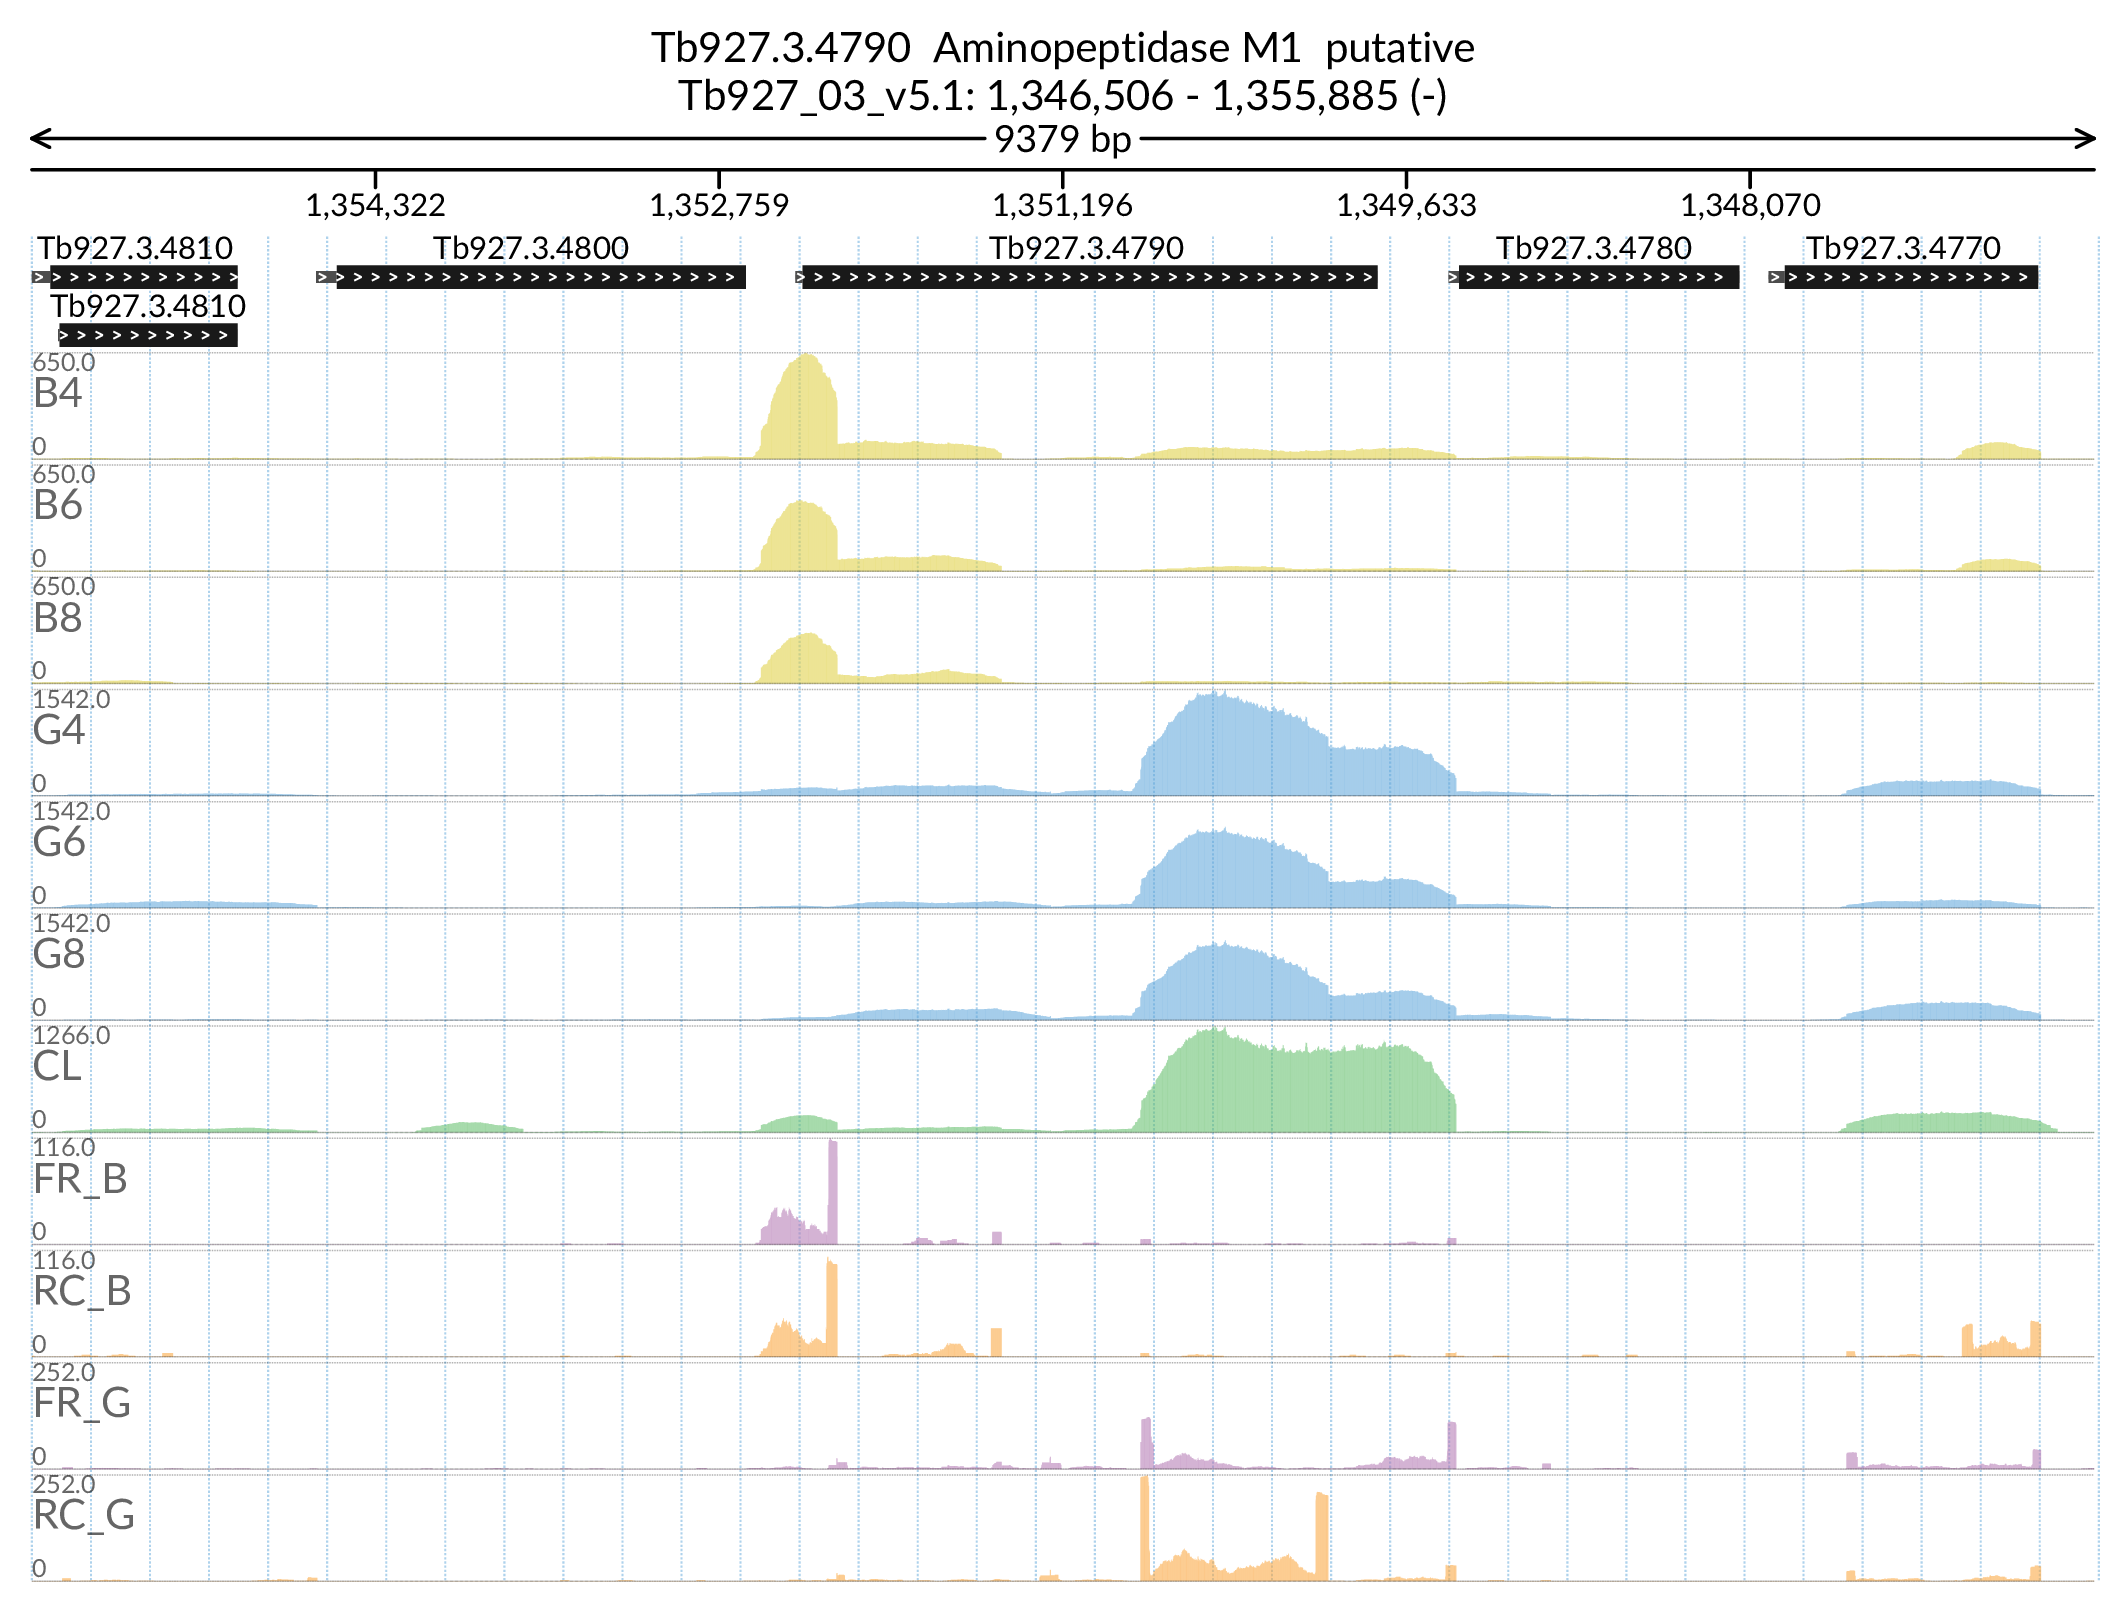 Tb927.3.4790  Aminopeptidase M1  putative
Tb927_03_v5.1: 1,346,506 - 1,355,885 (-)
9379 bp
1,354,322 1,352,759 1,351,196 1,349,633 1,348,070
Tb927.3.4810 Tb927.3.4800 Tb927.3.4790 Tb927.3.4780 Tb927.3.4770
Tb927.3.4810
650.0
B4
0
650.0
B6
0
650.0
B8
0
1542.0
G4
0
1542.0
G6
0
1542.0
G8
0
1266.0
CL
0
116.0
FR_B
0
116.0
RC_B
0
252.0
FR_G
0
252.0
RC_G
0